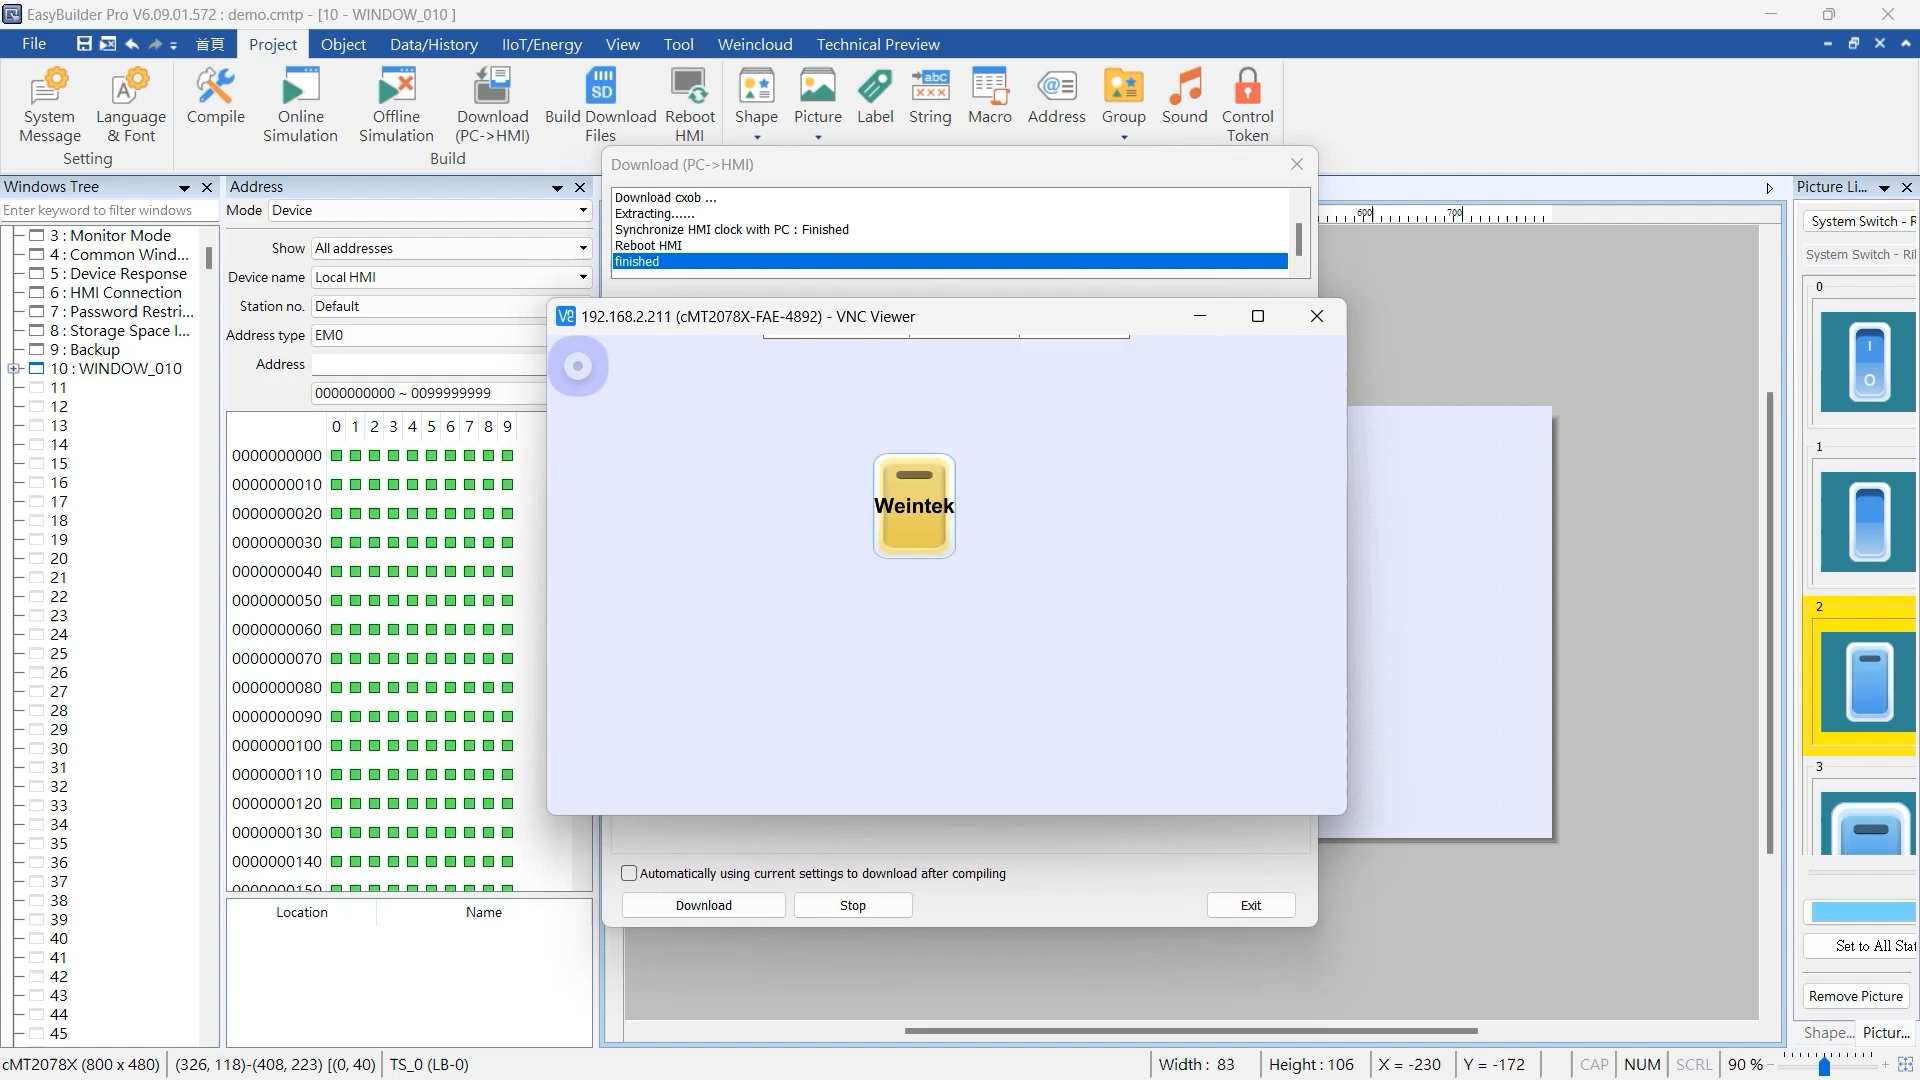 EasyBuilder Pro V6.09.01.572 : demo.cmtp - [10 - WINDOW_010 ]
File 首頁 Project Object Data/History IIoT/Energy View Tool Weincloud Technical Preview
System Message
Language & Font
Compile
Online Simulation
Offline Simulation
Download (PC->HMI)
Build Download Files
Reboot HMI
Shape
Picture
Label
String
Macro
Address
Group
Sound
Control Token
Setting
Build
Windows Tree
Enter keyword to filter windows
3 : Monitor Mode
4 : Common Wind...
5 : Device Response
6 : HMI Connection
7 : Password Restri...
8 : Storage Space I...
9 : Backup
10 : WINDOW_010
11
12
13
14
15
16
17
18
19
20
21
22
23
24
25
26
27
28
29
30
31
32
33
34
35
36
37
38
39
40
41
42
43
44
45
Address
Mode Device
Show All addresses
Device name Local HMI
Station no. Default
Address type EM0
Address
0000000000 ~ 0099999999
0 1 2 3 4 5 6 7 8 9
0000000000
0000000010
0000000020
0000000030
0000000040
0000000050
0000000060
0000000070
0000000080
0000000090
0000000100
0000000110
0000000120
0000000130
0000000140
0000000150
Location Name
Download (PC->HMI)
Download cxob ...
Extracting......
Synchronize HMI clock with PC : Finished
Reboot HMI
finished
192.168.2.211 (cMT2078X-FAE-4892) - VNC Viewer
Weintek
Automatically using current settings to download after compiling
Download Stop Exit
600 700
Picture Li...
System Switch - R
System Switch - Ri
0
I
O
1
2
3
Set to All Stat
Remove Picture
Shape... Pictur...
cMT2078X (800 x 480) (326, 118)-(408, 223) [(0, 40) TS_0 (LB-0) Width : 83 Height : 106 X = -230 Y = -172 CAP NUM SCRL 90 %